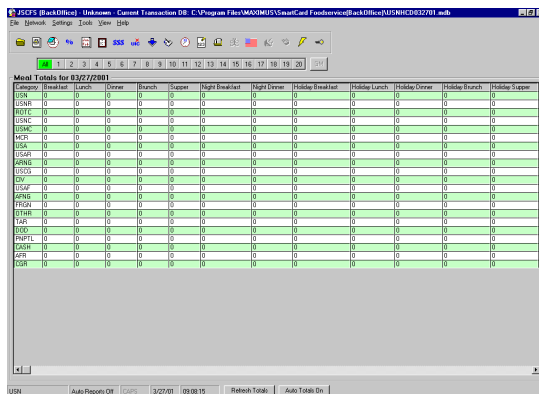 JSCFS (BackOffice) - Unknown - Current Transaction DB: C:\Program Files\MAXIMUS\SmartCard Foodservice(BackOffice)\USNHCD032701.mdb
File Network Settings Tools View Help
SSS UIC
All 1 2 3 4 5 6 7 8 9 10 11 12 13 14 15 16 17 18 19 20
Meal Totals for 03/27/2001
Category Breakfast Lunch Dinner Brunch Supper Night Breakfast Night Dinner Holiday Breakfast Holiday Lunch Holiday Dinner Holiday Brunch Holiday Supper
USN 0 0 0 0 0 0 0 0 0 0 0 0
USNR 0 0 0 0 0 0 0 0 0 0 0 0
ROTC 0 0 0 0 0 0 0 0 0 0 0 0
USNC 0 0 0 0 0 0 0 0 0 0 0 0
USMC 0 0 0 0 0 0 0 0 0 0 0 0
MCR 0 0 0 0 0 0 0 0 0 0 0 0
USA 0 0 0 0 0 0 0 0 0 0 0 0
USAR 0 0 0 0 0 0 0 0 0 0 0 0
ARNG 0 0 0 0 0 0 0 0 0 0 0 0
USCG 0 0 0 0 0 0 0 0 0 0 0 0
CIV 0 0 0 0 0 0 0 0 0 0 0 0
USAF 0 0 0 0 0 0 0 0 0 0 0 0
AFNG 0 0 0 0 0 0 0 0 0 0 0 0
FRGN 0 0 0 0 0 0 0 0 0 0 0 0
OTHR 0 0 0 0 0 0 0 0 0 0 0 0
TAR 0 0 0 0 0 0 0 0 0 0 0 0
DOD 0 0 0 0 0 0 0 0 0 0 0 0
PNPTL 0 0 0 0 0 0 0 0 0 0 0 0
CASH 0 0 0 0 0 0 0 0 0 0 0 0
AFR 0 0 0 0 0 0 0 0 0 0 0 0
CGR 0 0 0 0 0 0 0 0 0 0 0 0
USN Auto Reports Off CAPS 3/27/01 09:08:15 Refresh Totals Auto Totals On